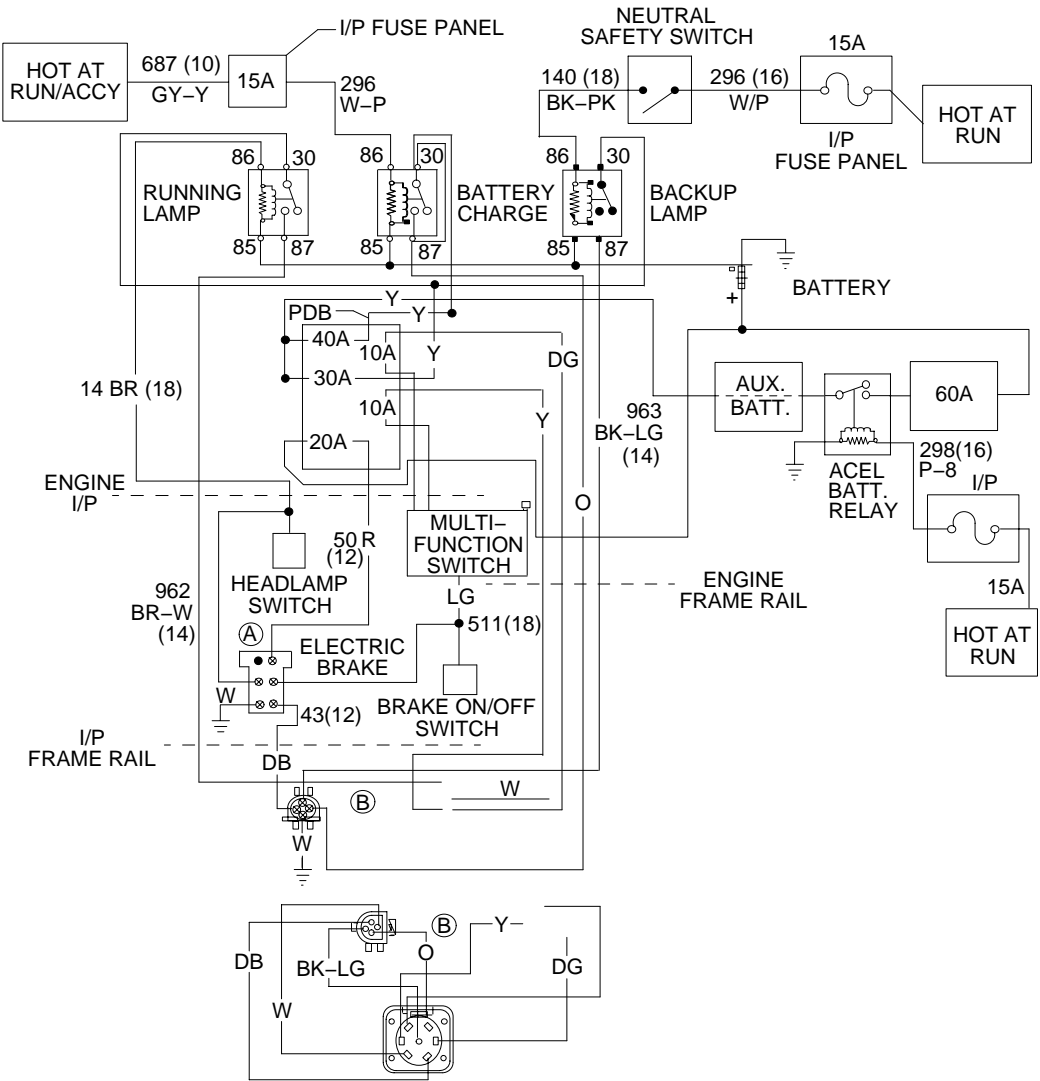 I/P FUSE PANEL
NEUTRAL
SAFETY SWITCH
15A
HOT AT
RUN/ACCY
687 (10)
GY–Y
15A
296
W–P
140 (18)
BK–PK
296 (16)
W/P
I/P
FUSE PANEL
HOT AT
RUN
86
30
RUNNING
LAMP
85
87
86
30
BATTERY
CHARGE
85
87
86
30
BACKUP
LAMP
85
87
BATTERY
+
PDB
Y
Y
40A
10A
Y
30A
10A
20A
DG
Y
14 BR (18)
963
BK–LG
(14)
AUX.
BATT.
60A
298(16)
P–8
ACEL
BATT.
RELAY
I/P
15A
HOT AT
RUN
ENGINE
I/P
O
MULTI–
FUNCTION
SWITCH
50 R
(12)
HEADLAMP
SWITCH
ENGINE
FRAME RAIL
962
BR–W
(14)
LG
511(18)
A
ELECTRIC
BRAKE
W
43(12)
BRAKE ON/OFF
SWITCH
I/P
FRAME RAIL
DB
W
B
W
B
Y
DB
BK–LG
O
DG
W